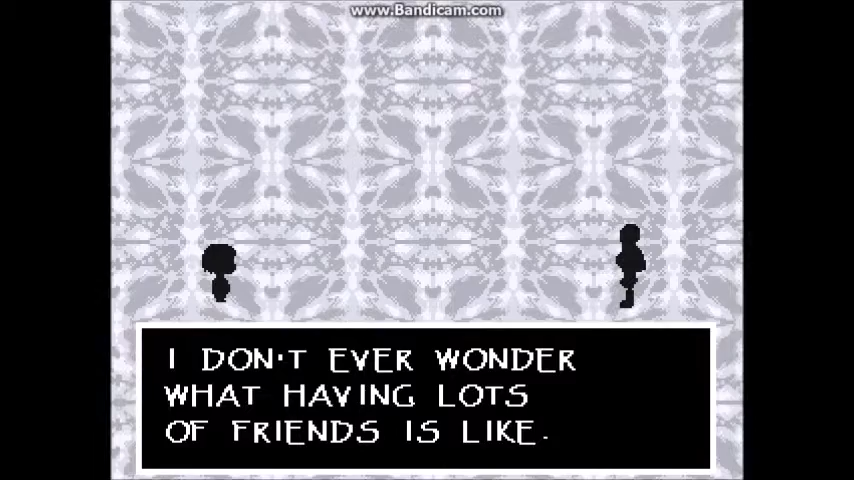 www.Bandicam.com
I DON'T EVER WONDER
WHAT HAVING LOTS
OF FRIENDS IS LIKE.